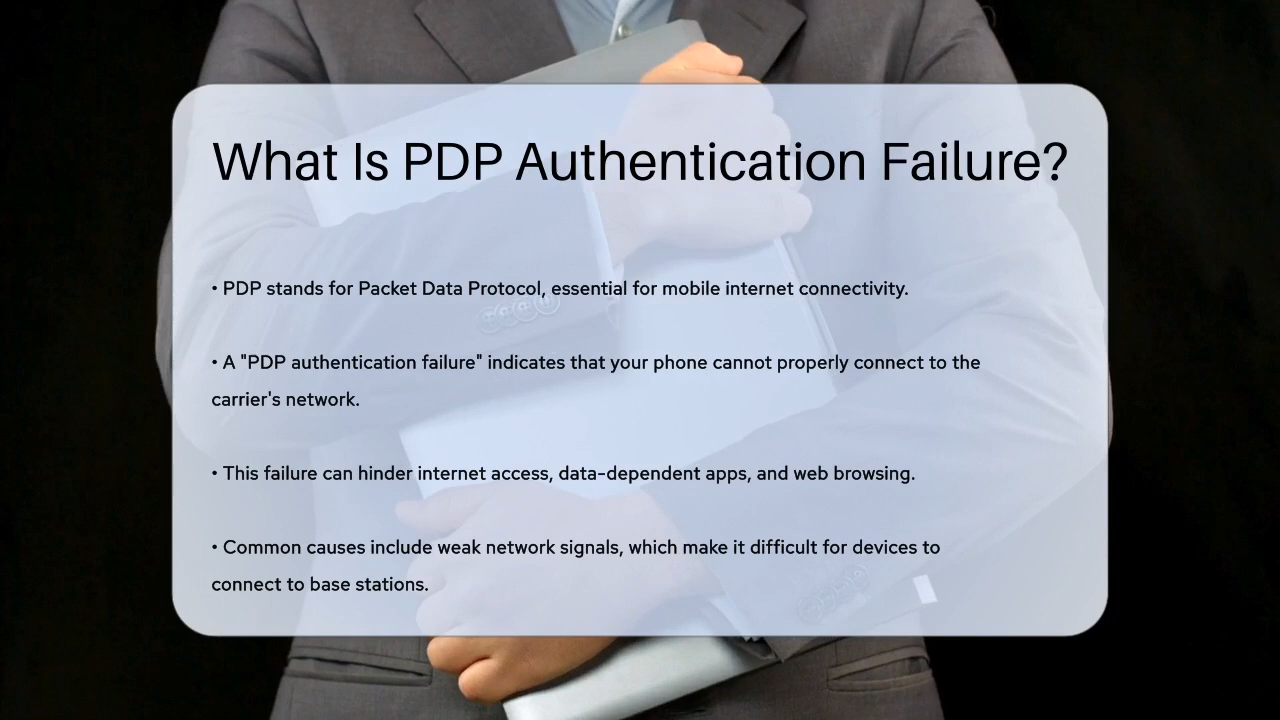 What Is PDP Authentication Failure?
• PDP stands for Packet Data Protocol, essential for mobile internet connectivity.
• A "PDP authentication failure" indicates that your phone cannot properly connect to the
carrier's network.
• This failure can hinder internet access, data-dependent apps, and web browsing.
• Common causes include weak network signals, which make it difficult for devices to
connect to base stations.